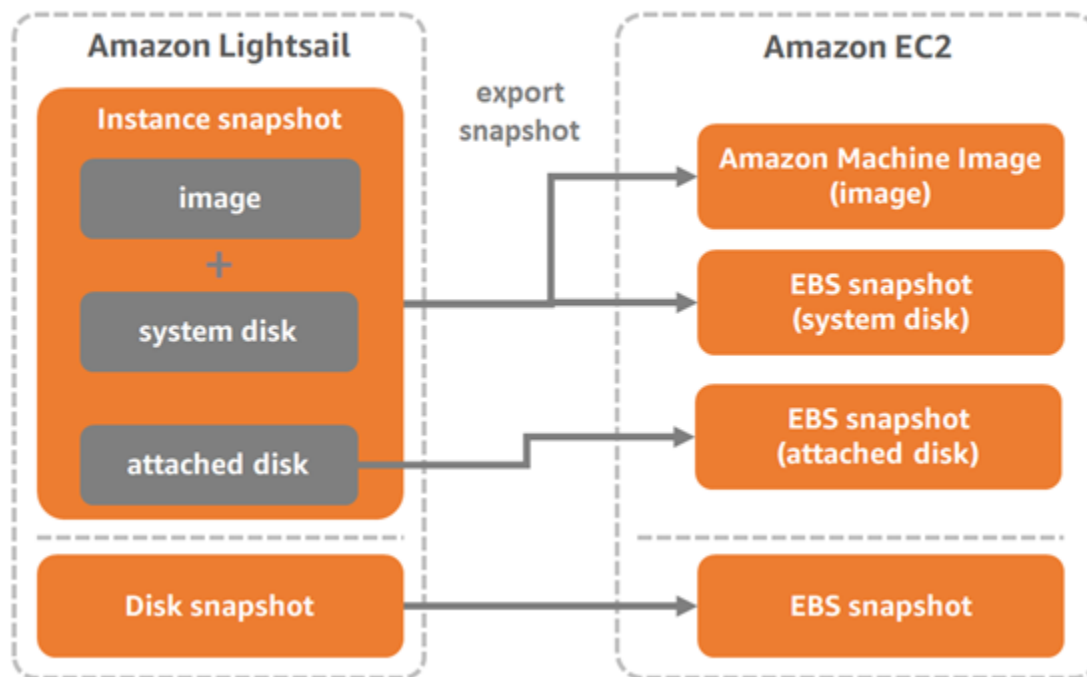 Amazon Lightsail
Instance snapshot
image
+
system disk
attached disk
Disk snapshot
export
snapshot
Amazon EC2
Amazon Machine Image
(image)
EBS snapshot
(system disk)
EBS snapshot
(attached disk)
EBS snapshot